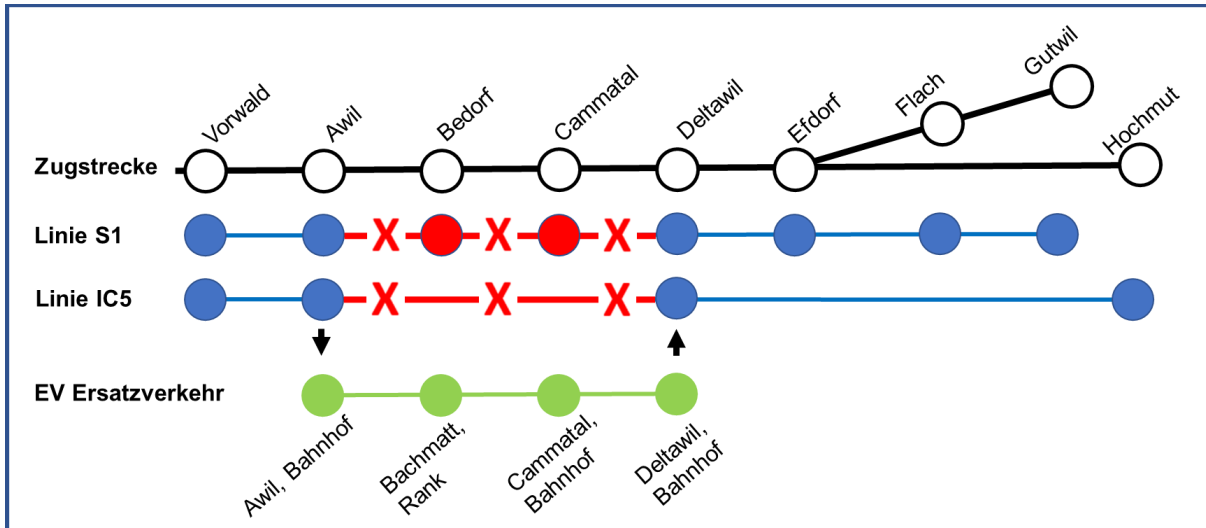 Vorwald
Awil
Bedorf
Cammatal
Deltawil
Efdorf
Flach
Gutwil
Hochmut
Zugstrecke
Linie S1
X X X
Linie IC5
X X X
EV Ersatzverkehr
Awil, Bahnhof
Bachmatt,
Rank
Cammatal,
Bahnhof
Deltawil,
Bahnhof